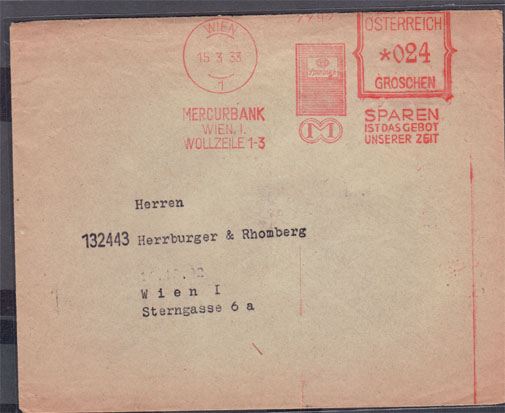 WIEN
15.3.33
1
ÖSTERREICH
*024
GROSCHEN
MERCURBANK
WIEN, I.
WOLLZEILE 1-3
M
SPAREN
IST DAS GEBOT
UNSERER ZEIT
Herren
132443 Herrburger & Rhomberg
Wien I
Sterngasse 6 a